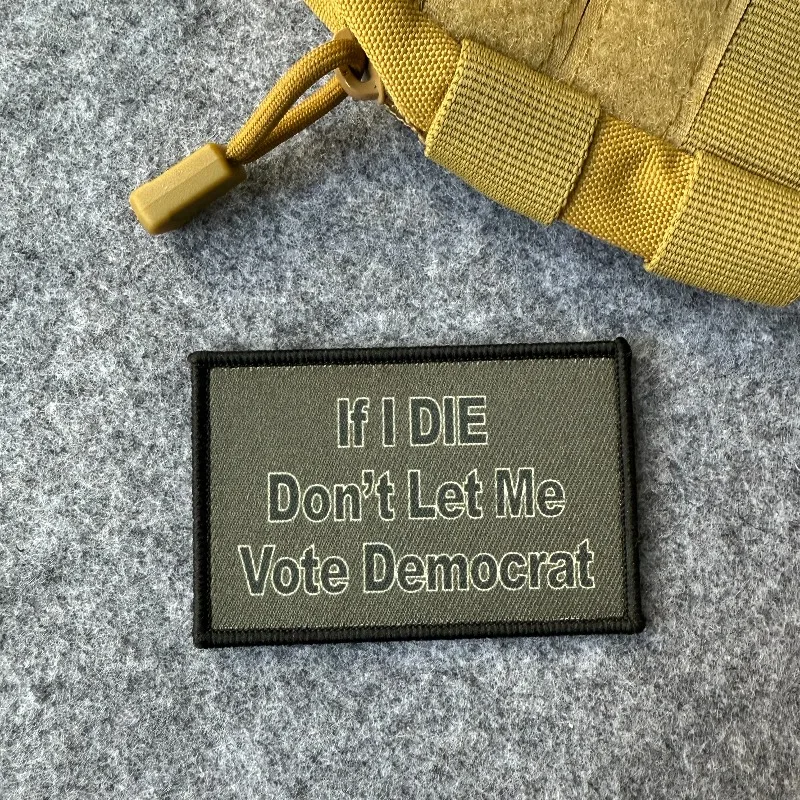 If I DIE
Don't Let Me
Vote Democrat